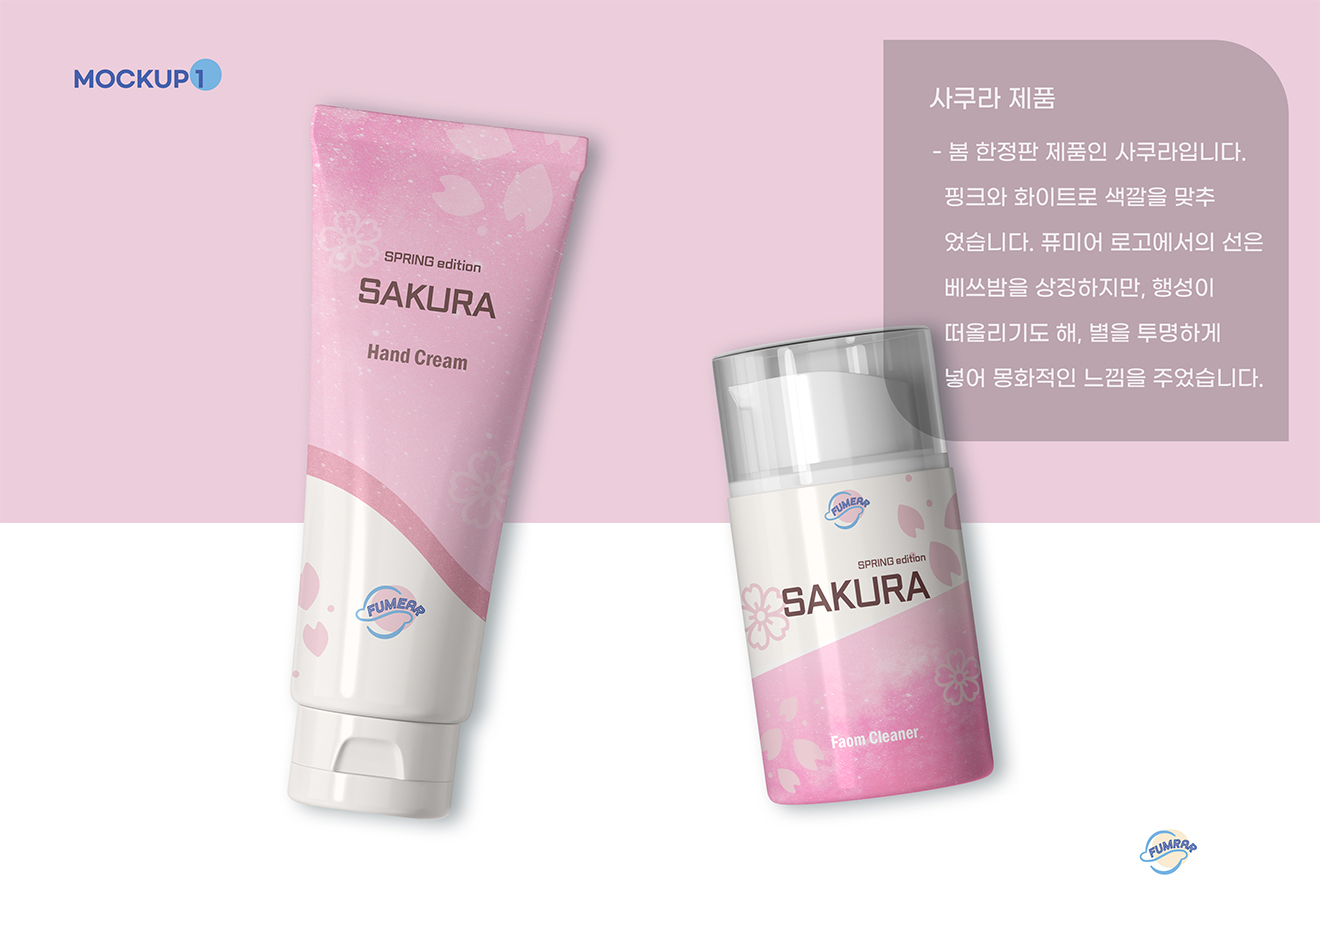 MOCKUP1
사쿠라 제품
- 봄 한정판 제품인 사쿠라입니다.
핑크와 화이트로 색깔을 맞추
었습니다. 퓨미어 로고에서의 선은
베쓰밤을 상징하지만, 행성이
떠올리기도 해, 별을 투명하게
넣어 몽화적인 느낌을 주었습니다.
SPRING edition
SAKURA
Hand Cream
FUMEAR
FUMEAR
SPRING edition
SAKURA
Faom Cleaner
FUMRAR